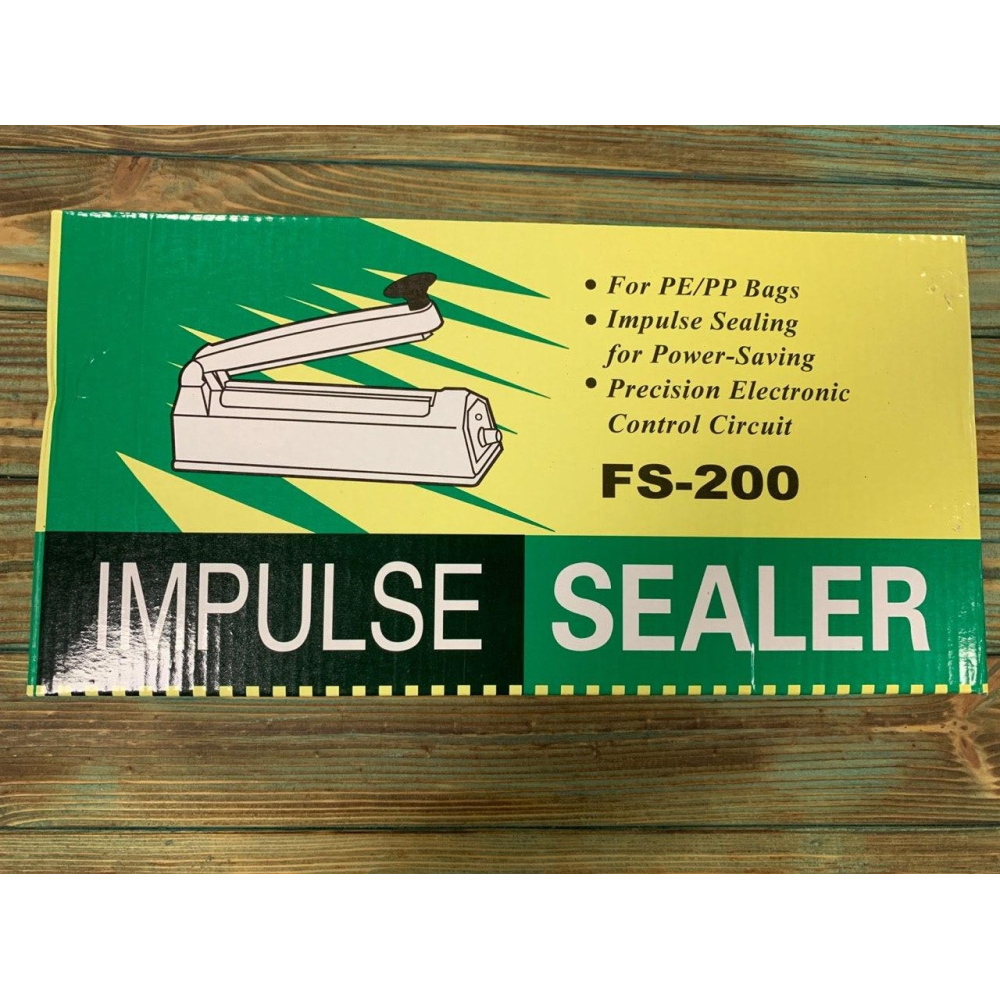 • For PE/PP Bags
• Impulse Sealing
for Power-Saving
• Precision Electronic
Control Circuit
FS-200
IMPULSE SEALER